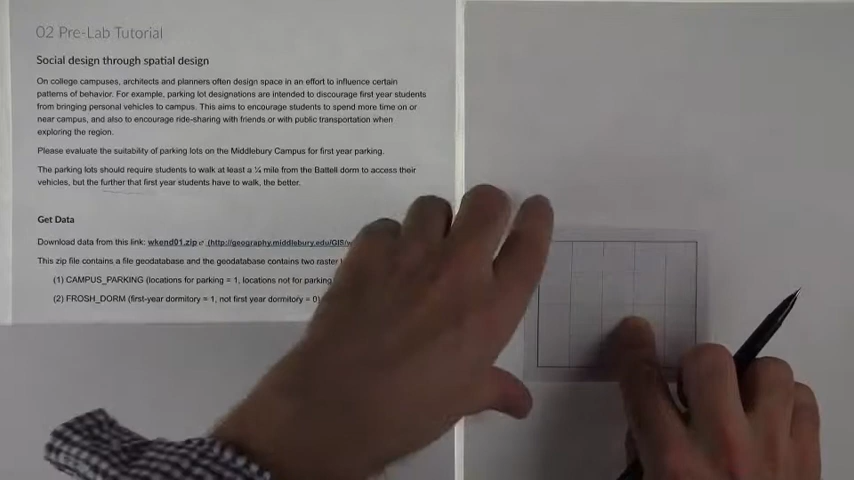 02 Pre-Lab Tutorial
Social design through spatial design
On college campuses, architects and planners often design space in an effort to influence certain
patterns of behavior. For example, parking lot designations are intended to discourage first year students
from bringing personal vehicles to campus. This aims to encourage students to spend more time on or
near campus, and also to encourage ride-sharing with friends or with public transportation when
exploring the region.
Please evaluate the suitability of parking lots on the Middlebury Campus for first year parking.
The parking lots should require students to walk at least a ¼ mile from the Battell dorm to access their
vehicles, but the further that first year students have to walk, the better.
Get Data
Download data from this link: wkend01.zip (http://geography.middlebury.edu/GIS/w
This zip file contains a file geodatabase and the geodatabase contains two raster
(1) CAMPUS_PARKING (locations for parking = 1, locations not for parking
(2) FROSH_DORM (first-year dormitory = 1, not first year dormitory = 0)